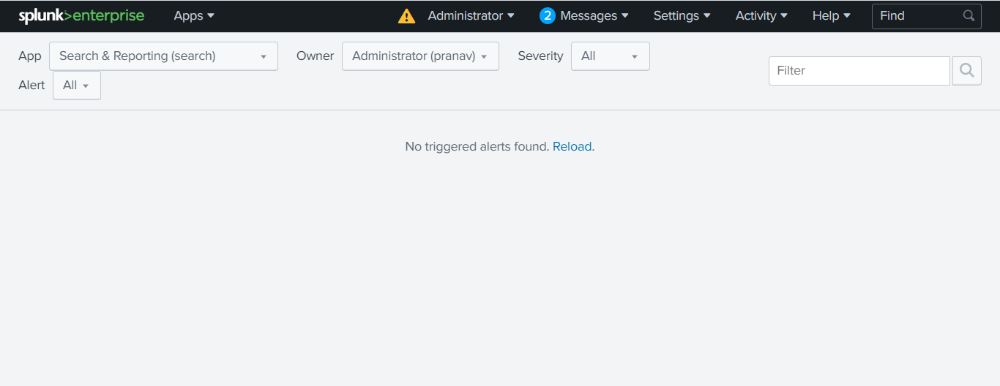 splunk>enterprise Apps Administrator 2 Messages Settings Activity Help Find
App Search & Reporting (search) Owner Administrator (pranav) Severity All
Filter
Alert All
No triggered alerts found. Reload.